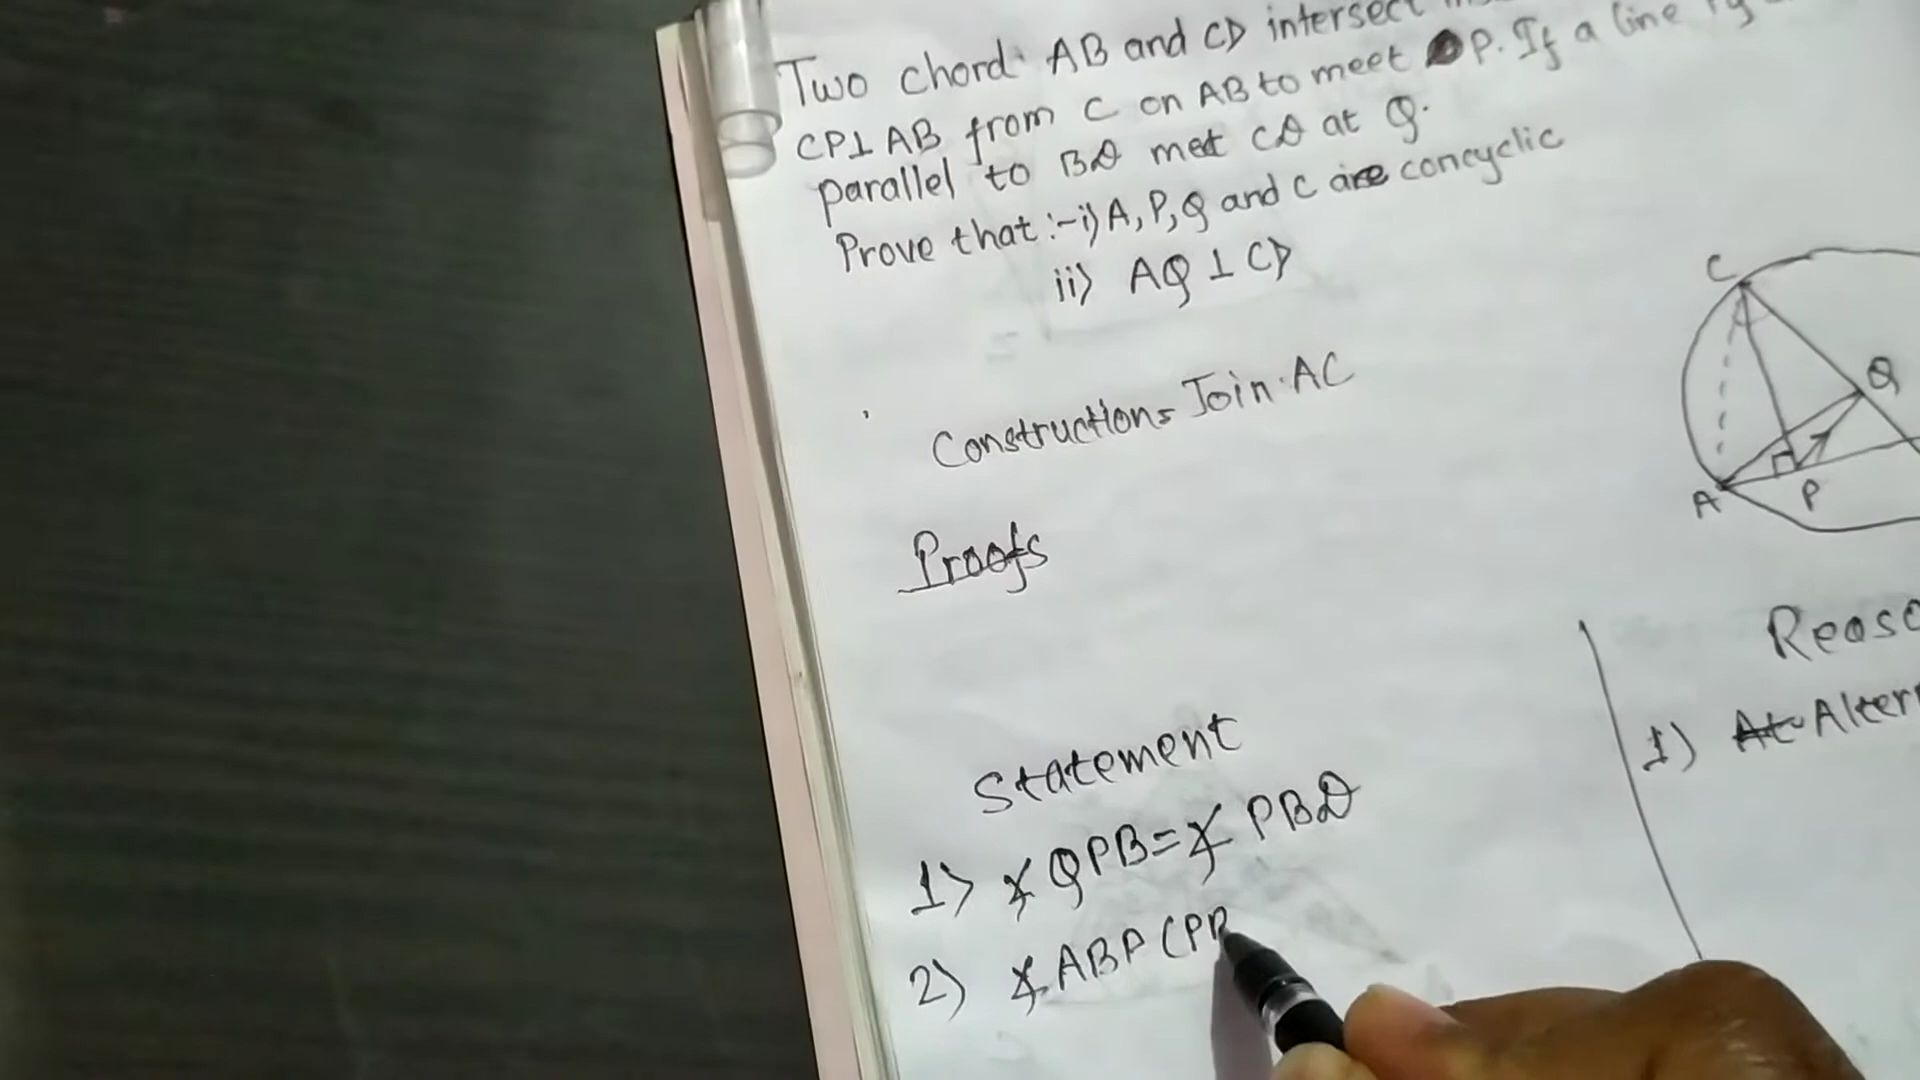 Two chord AB and CD intersect
CP⊥AB from C on AB to meet P. If a line
parallel to BD met CD at Q.
Prove that :- i) A, P, Q and C are concyclic
ii) AQ ⊥ CD
C
Q
A
P
Construction= Join AC
Proofs
Statement
Reaso
1) ∡QPB=∡PBD
1) Altern
2) ∡ABP (PB